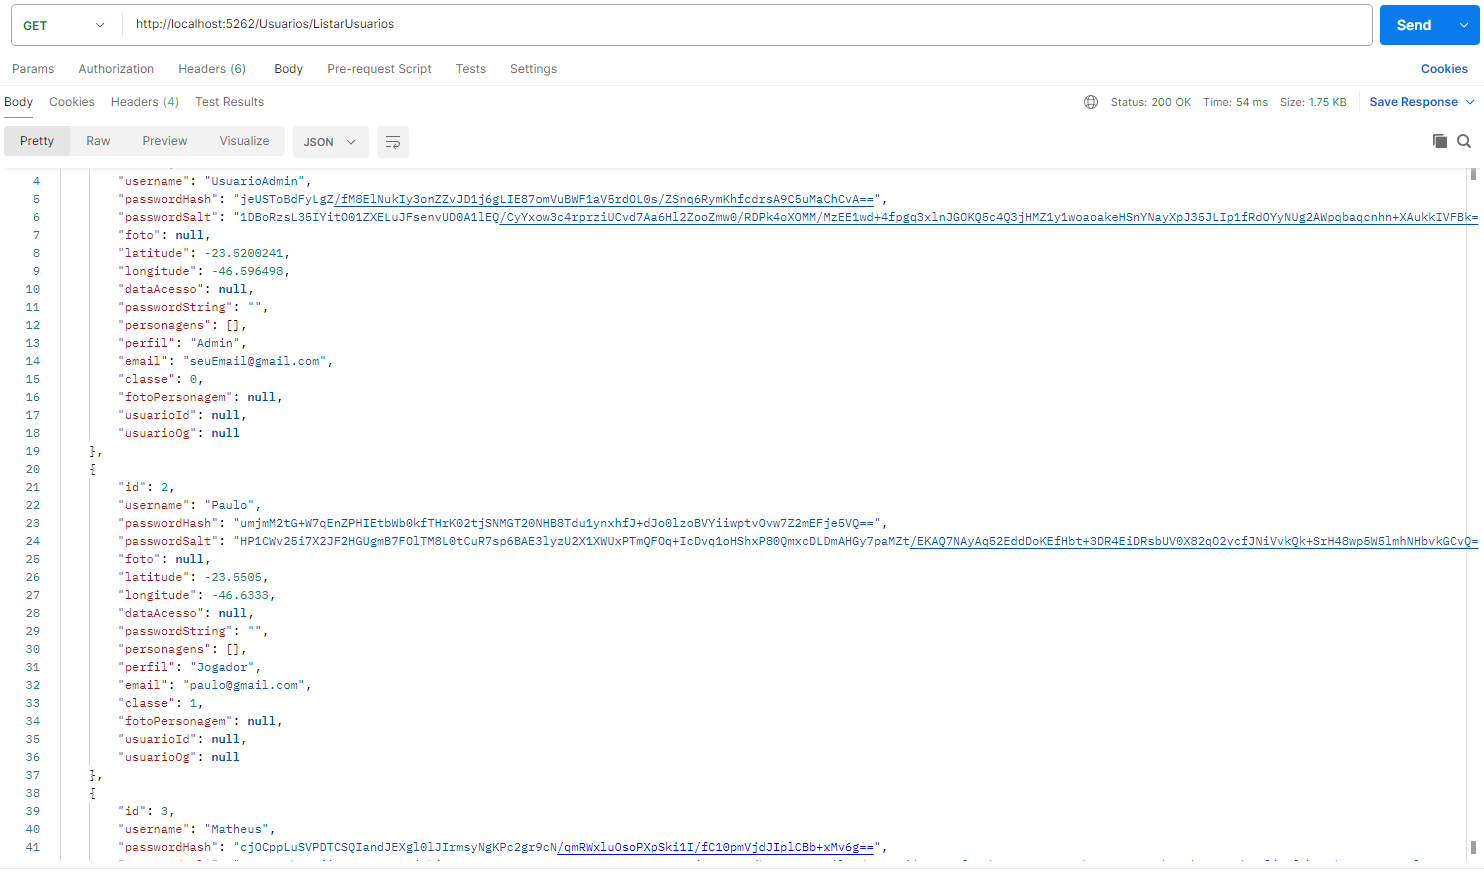 GET http://localhost:5262/Usuarios/ListarUsuarios Send
Params Authorization Headers (6) Body Pre-request Script Tests Settings Cookies
Body Cookies Headers (4) Test Results Status: 200 OK Time: 54 ms Size: 1.75 KB Save Response
Pretty Raw Preview Visualize JSON
4 "username": "UsuarioAdmin",
5 "passwordHash": "jeUSToBdFyLgZ/fM8ElNukIy3onZZvJD1j6gLIE87omVuBWF1aV5rdOL0s/ZSnq6RymKhfcdrsA9C5uMaChCvA==",
6 "passwordSalt": "1DBoRzsL35IYitO01ZXELuJFsenvUD0A1lEQ/CyYxow3c4rprziUCvd7Aa6Hl2ZooZmw0/RDPk4oXOMM/MzEE1wd+4fpgq3xlnJGOKQ5c4Q3jHMZ1y1woaoakeHSnYNayXpJ35JLIp1fRdOYyNUg2AWpqbaqcnhn+XAukkIVFBk=
7 "foto": null,
8 "latitude": -23.5200241,
9 "longitude": -46.596498,
10 "dataAcesso": null,
11 "passwordString": "",
12 "personagens": [],
13 "perfil": "Admin",
14 "email": "seuEmail@gmail.com",
15 "classe": 0,
16 "fotoPersonagem": null,
17 "usuarioId": null,
18 "usuarioOg": null
19 },
20 {
21 "id": 2,
22 "username": "Paulo",
23 "passwordHash": "umjmM2tG+W7qEnZPHIEtbWb0kfTHrK02tjSNMGT20NHB8Tdu1ynxhfJ+dJo0lzoBVYiiwptvOvw7Z2mEFje5VQ==",
24 "passwordSalt": "HP1CWv25i7X2JF2HGUgmB7FOlTM8L0tCuR7sp6BAE3lyzU2X1XWUxPTmQFOq+IcDvq1oHShxP80QmxcDLDmAHGy7paMZt/EKAQ7NAyAq52EddDoKEfHbt+3DR4EiDRsbUV0X82qO2vcfJNiVvkQk+SrH48wp5W5lmhNHbvkGCvQ=
25 "foto": null,
26 "latitude": -23.5505,
27 "longitude": -46.6333,
28 "dataAcesso": null,
29 "passwordString": "",
30 "personagens": [],
31 "perfil": "Jogador",
32 "email": "paulo@gmail.com",
33 "classe": 1,
34 "fotoPersonagem": null,
35 "usuarioId": null,
36 "usuarioOg": null
37 },
38 {
39 "id": 3,
40 "username": "Matheus",
41 "passwordHash": "cjOCppLuSVPDTCSQIandJEXgl0lJIrmsyNgKPc2gr9cN/qmRWxluOsoPXpSki1I/fC10pmVjdJIplCBb+xMv6g==",